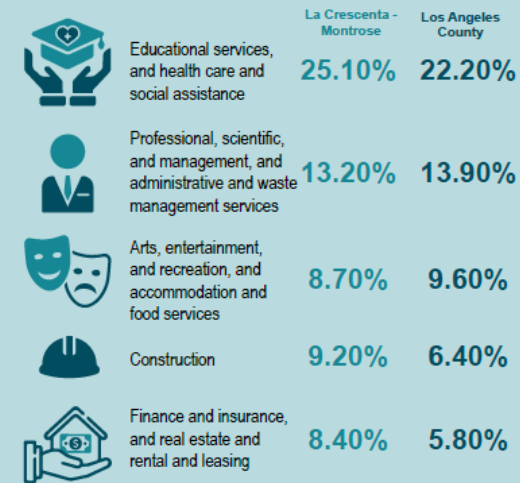 La Crescenta -
Montrose
Los Angeles
County
Educational services,
and health care and
social assistance
25.10%
22.20%
Professional, scientific,
and management, and
administrative and waste
management services
13.20%
13.90%
Arts, entertainment,
and recreation, and
accommodation and
food services
8.70%
9.60%
Construction
9.20%
6.40%
Finance and insurance,
and real estate and
rental and leasing
8.40%
5.80%
$